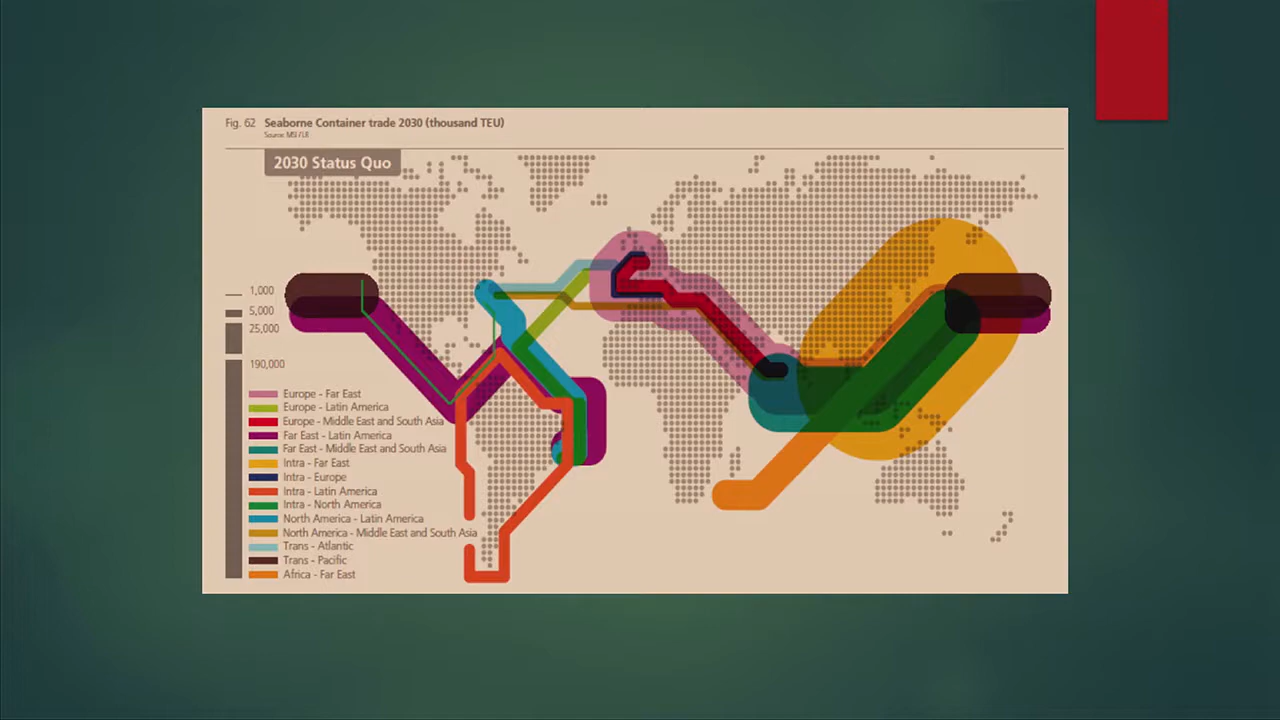 Fig. 62 Seaborne Container trade 2030 (thousand TEU)
Source: MSI / LR
2030 Status Quo
1,000
5,000
25,000
190,000
Europe - Far East
Europe - Latin America
Europe - Middle East and South Asia
Far East - Latin America
Far East - Middle East and South Asia
Intra - Far East
Intra - Europe
Intra - Latin America
Intra - North America
North America - Latin America
North America - Middle East and South Asia
Trans - Atlantic
Trans - Pacific
Africa - Far East